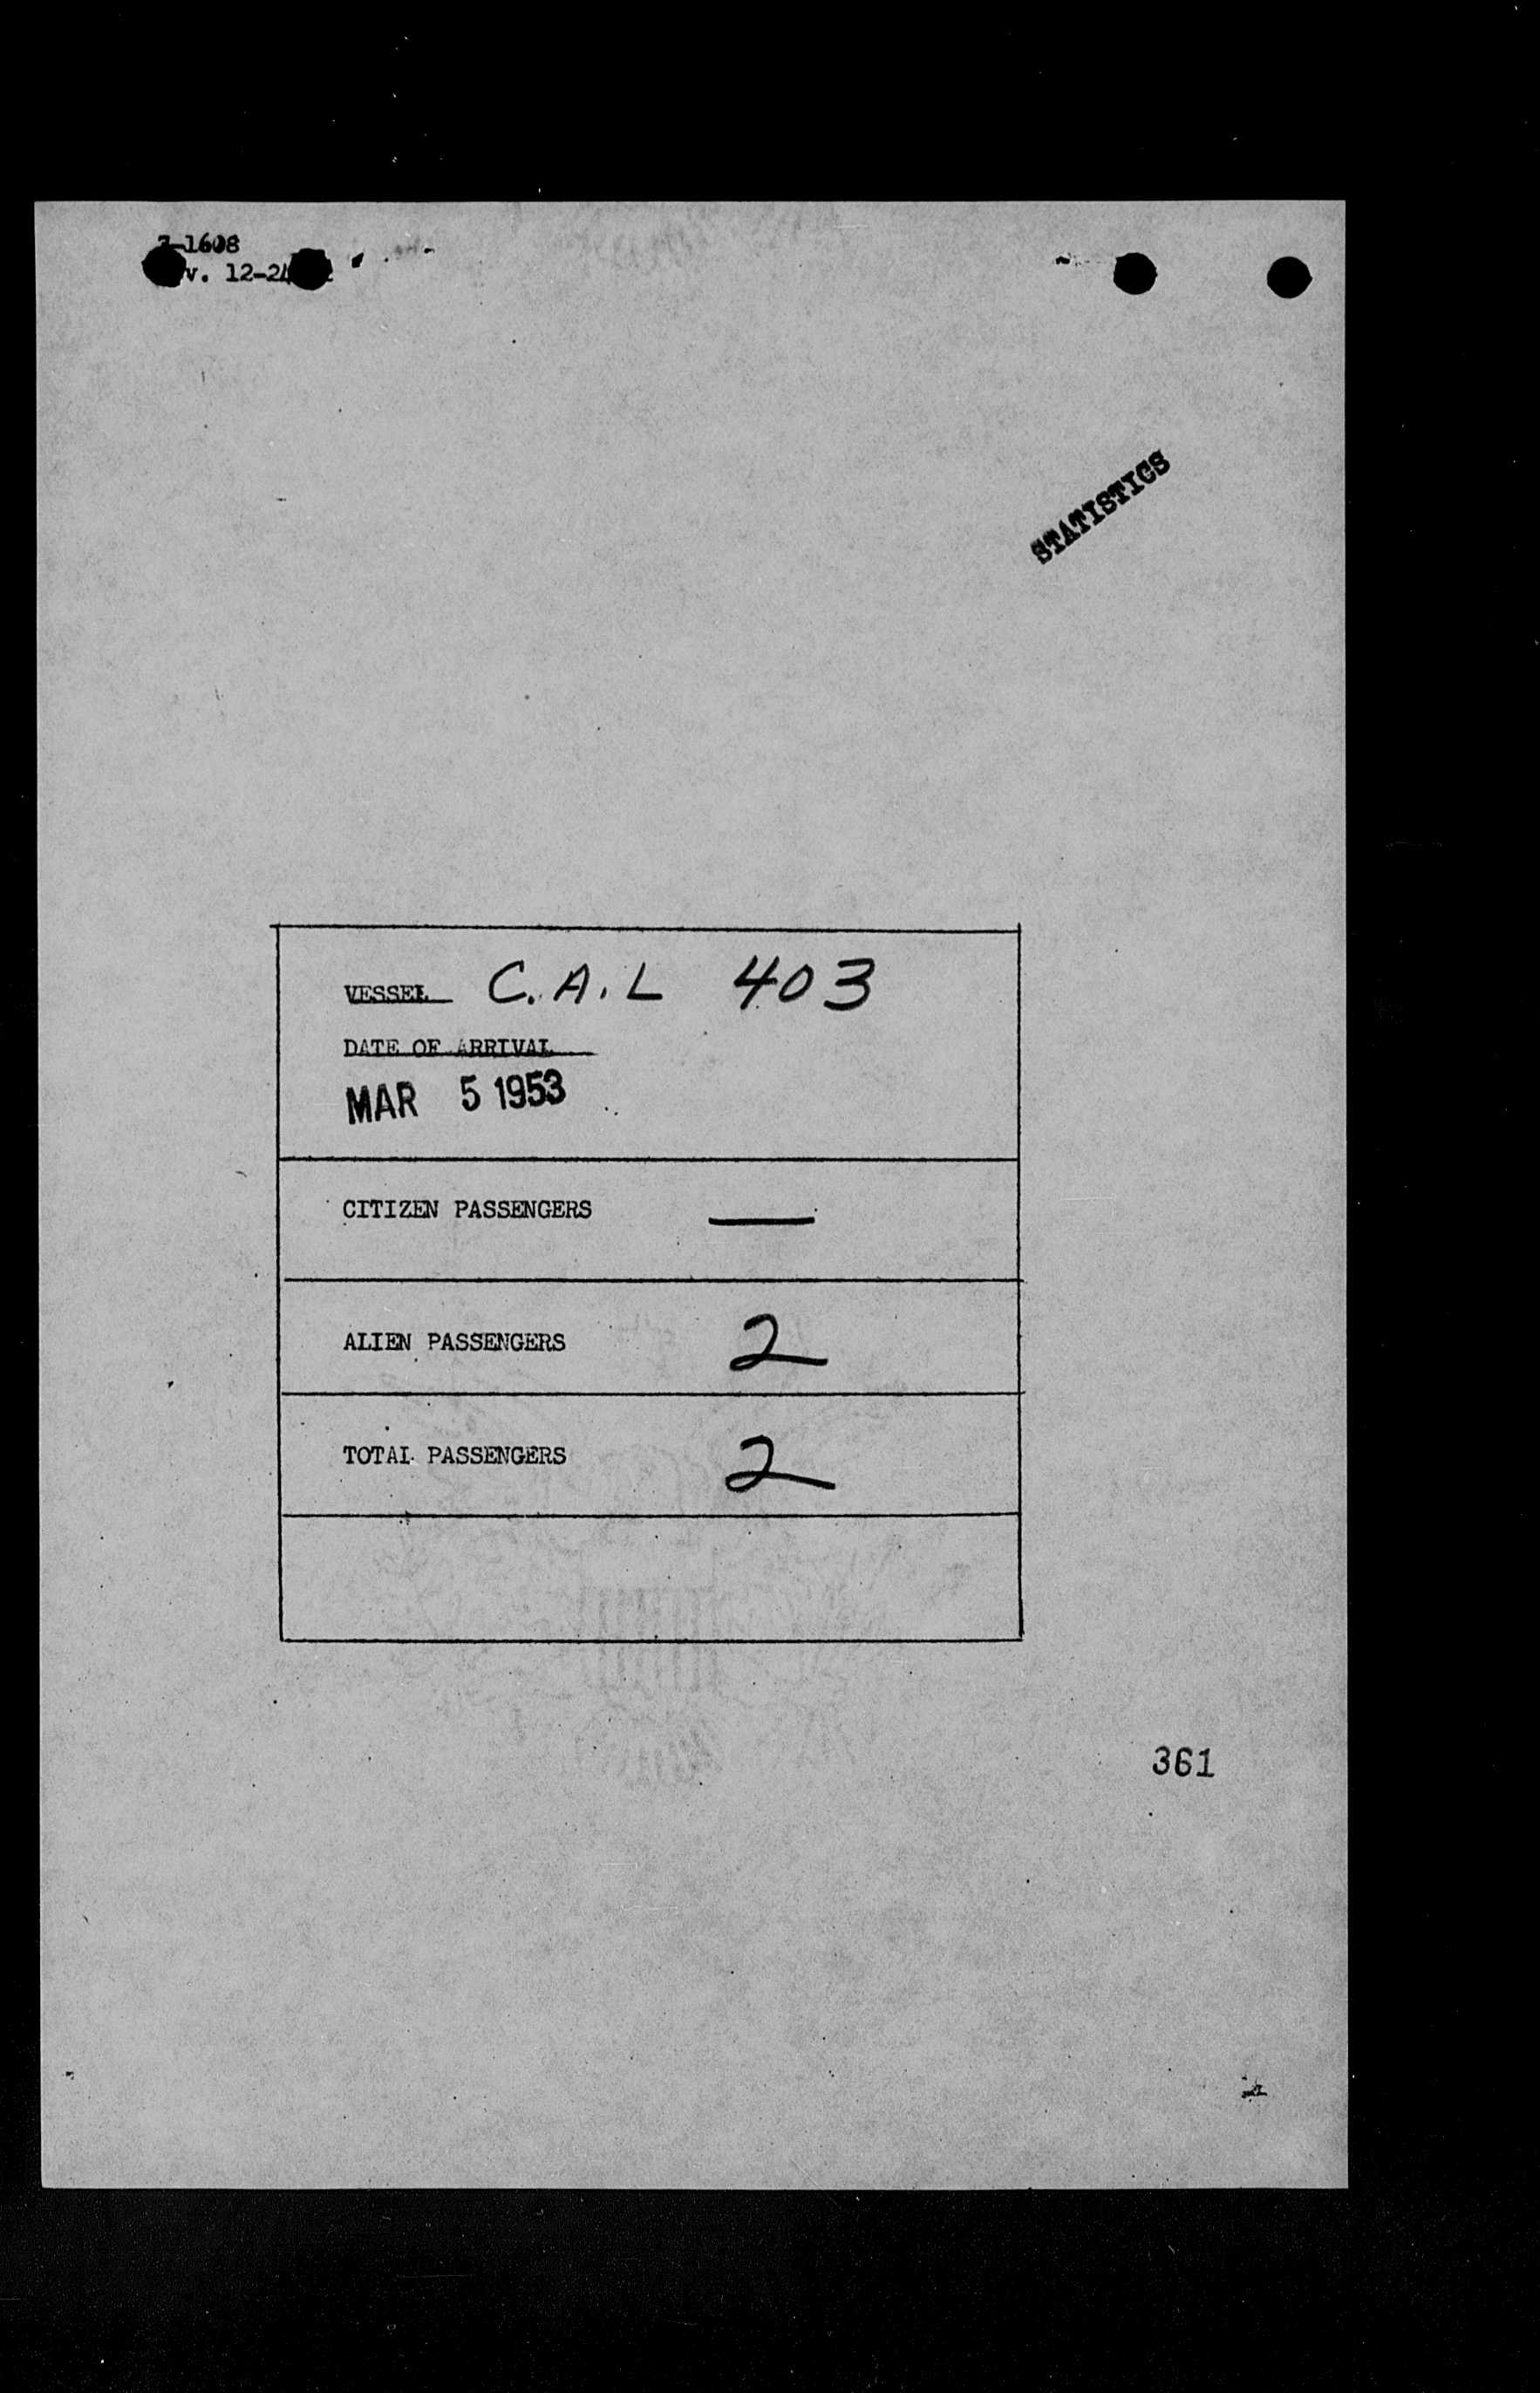 -1608
v. 12-2
STATISTICS
VESSEL C.A.L 403
DATE OF ARRIVAL
MAR 5 1953
CITIZEN PASSENGERS —
ALIEN PASSENGERS 2
TOTAL PASSENGERS 2
361